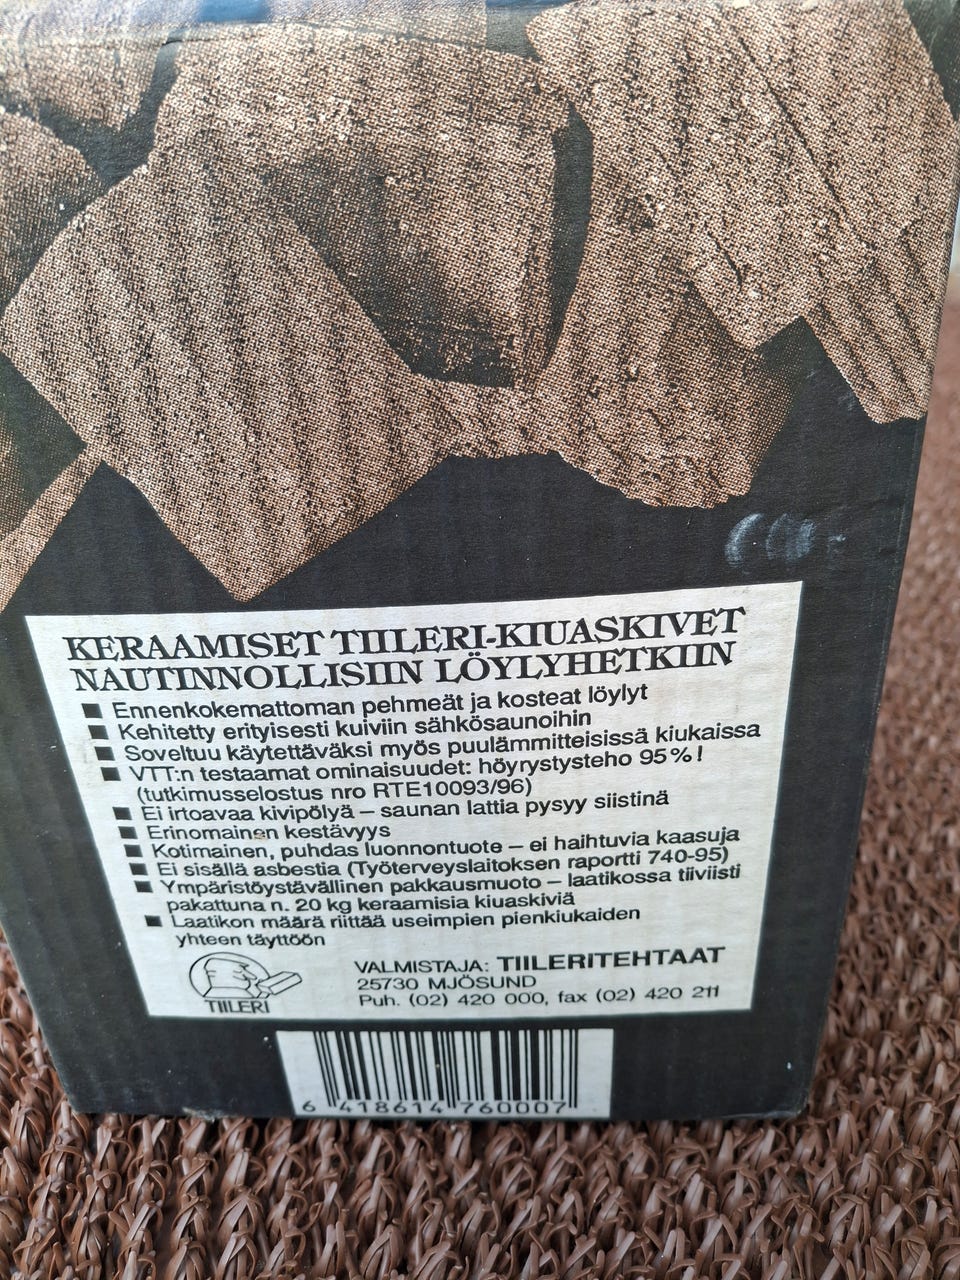 KERAAMISET TIILERI-KIUASKIVET
NAUTINNOLLISIIN LÖYLYHETKIIN
■ Ennenkokemattoman pehmeät ja kosteat löylyt
■ Kehitetty erityisesti kuiviin sähkösaunoihin
■ Soveltuu käytettäväksi myös puulämmitteisissä kiukaissa
■ VTT:n testaamat ominaisuudet: höyrystysteho 95%!
(tutkimusselostus nro RTE10093/96)
■ Ei irtoavaa kivipölyä – saunan lattia pysyy siistinä
■ Erinomainen kestävyys
■ Kotimainen, puhdas luonnontuote – ei haihtuvia kaasuja
■ Ei sisällä asbestia (Työterveyslaitoksen raportti 740-95)
■ Ympäristöystävällinen pakkausmuoto – laatikossa tiiviisti
pakattuna n. 20 kg keraamisia kiuaskiviä
■ Laatikon määrä riittää useimpien pienkiukaiden
yhteen täyttöön
VALMISTAJA: TIILERITEHTAAT
25730 MJÖSUND
Puh. (02) 420 000, fax (02) 420 211
TIILERI
6 418614 760007